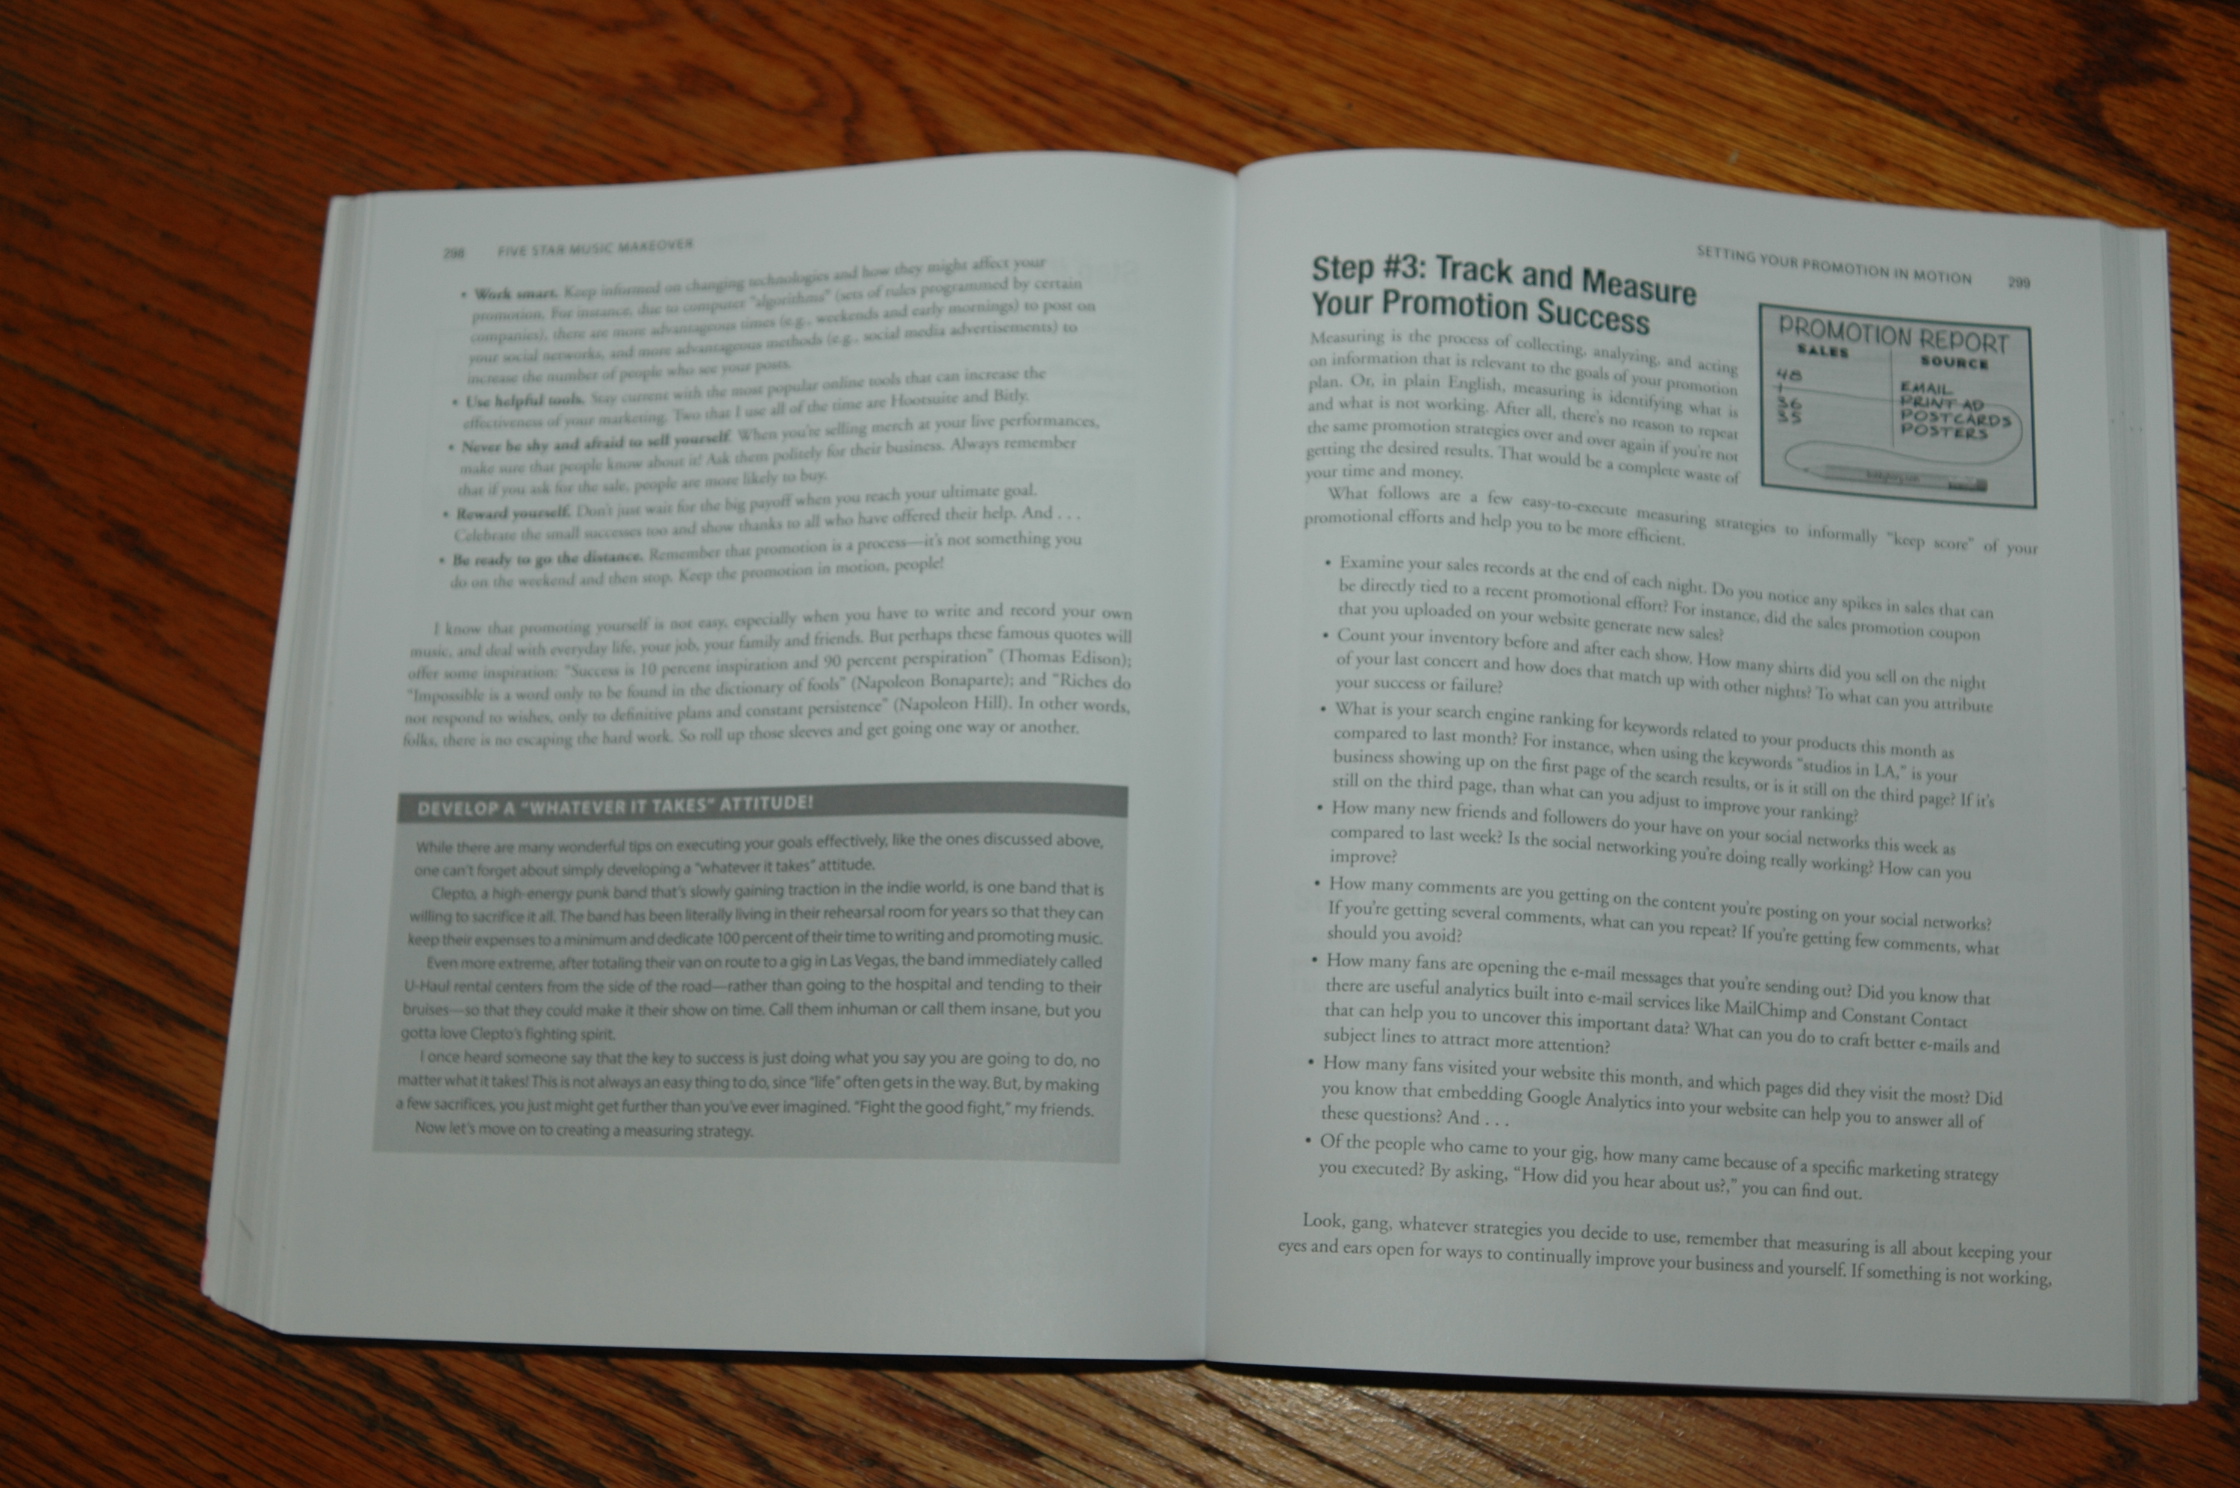 298 FIVE STAR MUSIC MAKEOVER
• Work smart. Keep informed on changing technologies and how they might affect your
promotion. For instance, due to computer "algorithms" (sets of rules programmed by certain
companies), there are more advantageous times (e.g., weekends and early mornings) to post on
your social networks, and more advantageous methods (e.g., social media advertisements) to
increase the number of people who see your posts.
• Use helpful tools. Stay current with the most popular online tools that can increase the
effectiveness of your marketing. Two that I use all of the time are Hootsuite and Bitly.
• Never be shy and afraid to sell yourself. When you're selling merch at your live performances,
make sure that people know about it! Ask them politely for their business. Always remember
that if you ask for the sale, people are more likely to buy.
• Reward yourself. Don't just wait for the big payoff when you reach your ultimate goal.
Celebrate the small successes too and show thanks to all who have offered their help. And . . .
• Be ready to go the distance. Remember that promotion is a process—it's not something you
do on the weekend and then stop. Keep the promotion in motion, people!
I know that promoting yourself is not easy, especially when you have to write and record your own
music, and deal with everyday life, your job, your family and friends. But perhaps these famous quotes will
offer some inspiration: "Success is 10 percent inspiration and 90 percent perspiration" (Thomas Edison);
"Impossible is a word only to be found in the dictionary of fools" (Napoleon Bonaparte); and "Riches do
not respond to wishes, only to definitive plans and constant persistence" (Napoleon Hill). In other words,
folks, there is no escaping the hard work. So roll up those sleeves and get going one way or another.
DEVELOP A "WHATEVER IT TAKES" ATTITUDE!
While there are many wonderful tips on executing your goals effectively, like the ones discussed above,
one can't forget about simply developing a "whatever it takes" attitude.
Clepto, a high-energy punk band that's slowly gaining traction in the indie world, is one band that is
willing to sacrifice it all. The band has been literally living in their rehearsal room for years so that they can
keep their expenses to a minimum and dedicate 100 percent of their time to writing and promoting music.
Even more extreme, after totaling their van on route to a gig in Las Vegas, the band immediately called
U-Haul rental centers from the side of the road—rather than going to the hospital and tending to their
bruises—so that they could make it their show on time. Call them inhuman or call them insane, but you
gotta love Clepto's fighting spirit.
I once heard someone say that the key to success is just doing what you say you are going to do, no
matter what it takes! This is not always an easy thing to do, since "life" often gets in the way. But, by making
a few sacrifices, you just might get further than you've ever imagined. "Fight the good fight," my friends.
Now let's move on to creating a measuring strategy.
SETTING YOUR PROMOTION IN MOTION 299
Step #3: Track and Measure
Your Promotion Success
Measuring is the process of collecting, analyzing, and acting
on information that is relevant to the goals of your promotion
plan. Or, in plain English, measuring is identifying what is
and what is not working. After all, there's no reason to repeat
the same promotion strategies over and over again if you're not
getting the desired results. That would be a complete waste of
your time and money.
PROMOTION REPORT
SALES SOURCE
48 EMAIL
1 PRINT AD
36 POSTCARDS
35 POSTERS
What follows are a few easy-to-execute measuring strategies to informally "keep score" of your
promotional efforts and help you to be more efficient.
• Examine your sales records at the end of each night. Do you notice any spikes in sales that can
be directly tied to a recent promotional effort? For instance, did the sales promotion coupon
that you uploaded on your website generate new sales?
• Count your inventory before and after each show. How many shirts did you sell on the night
of your last concert and how does that match up with other nights? To what can you attribute
your success or failure?
• What is your search engine ranking for keywords related to your products this month as
compared to last month? For instance, when using the keywords "studios in LA," is your
business showing up on the first page of the search results, or is it still on the third page? If it's
still on the third page, than what can you adjust to improve your ranking?
• How many new friends and followers do your have on your social networks this week as
compared to last week? Is the social networking you're doing really working? How can you
improve?
• How many comments are you getting on the content you're posting on your social networks?
If you're getting several comments, what can you repeat? If you're getting few comments, what
should you avoid?
• How many fans are opening the e-mail messages that you're sending out? Did you know that
there are useful analytics built into e-mail services like MailChimp and Constant Contact
that can help you to uncover this important data? What can you do to craft better e-mails and
subject lines to attract more attention?
• How many fans visited your website this month, and which pages did they visit the most? Did
you know that embedding Google Analytics into your website can help you to answer all of
these questions? And . . .
• Of the people who came to your gig, how many came because of a specific marketing strategy
you executed? By asking, "How did you hear about us?," you can find out.
Look, gang, whatever strategies you decide to use, remember that measuring is all about keeping your
eyes and ears open for ways to continually improve your business and yourself. If something is not working,